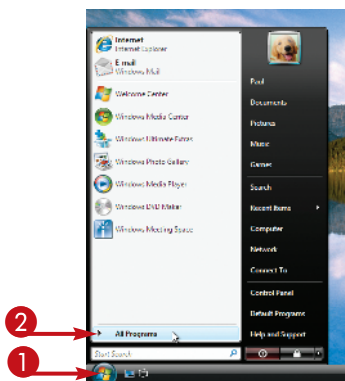 Internet
Internet Explorer
E-mail
Windows Mail
Welcome Center
Windows Media Center
Windows Ultimate Extras
Windows Photo Gallery
Windows Media Player
Windows DVD Maker
Windows Meeting Space
2
All Programs
Start Search
1
Paul
Documents
Pictures
Music
Games
Search
Recent Items
Computer
Network
Connect To
Control Panel
Default Programs
Help and Support